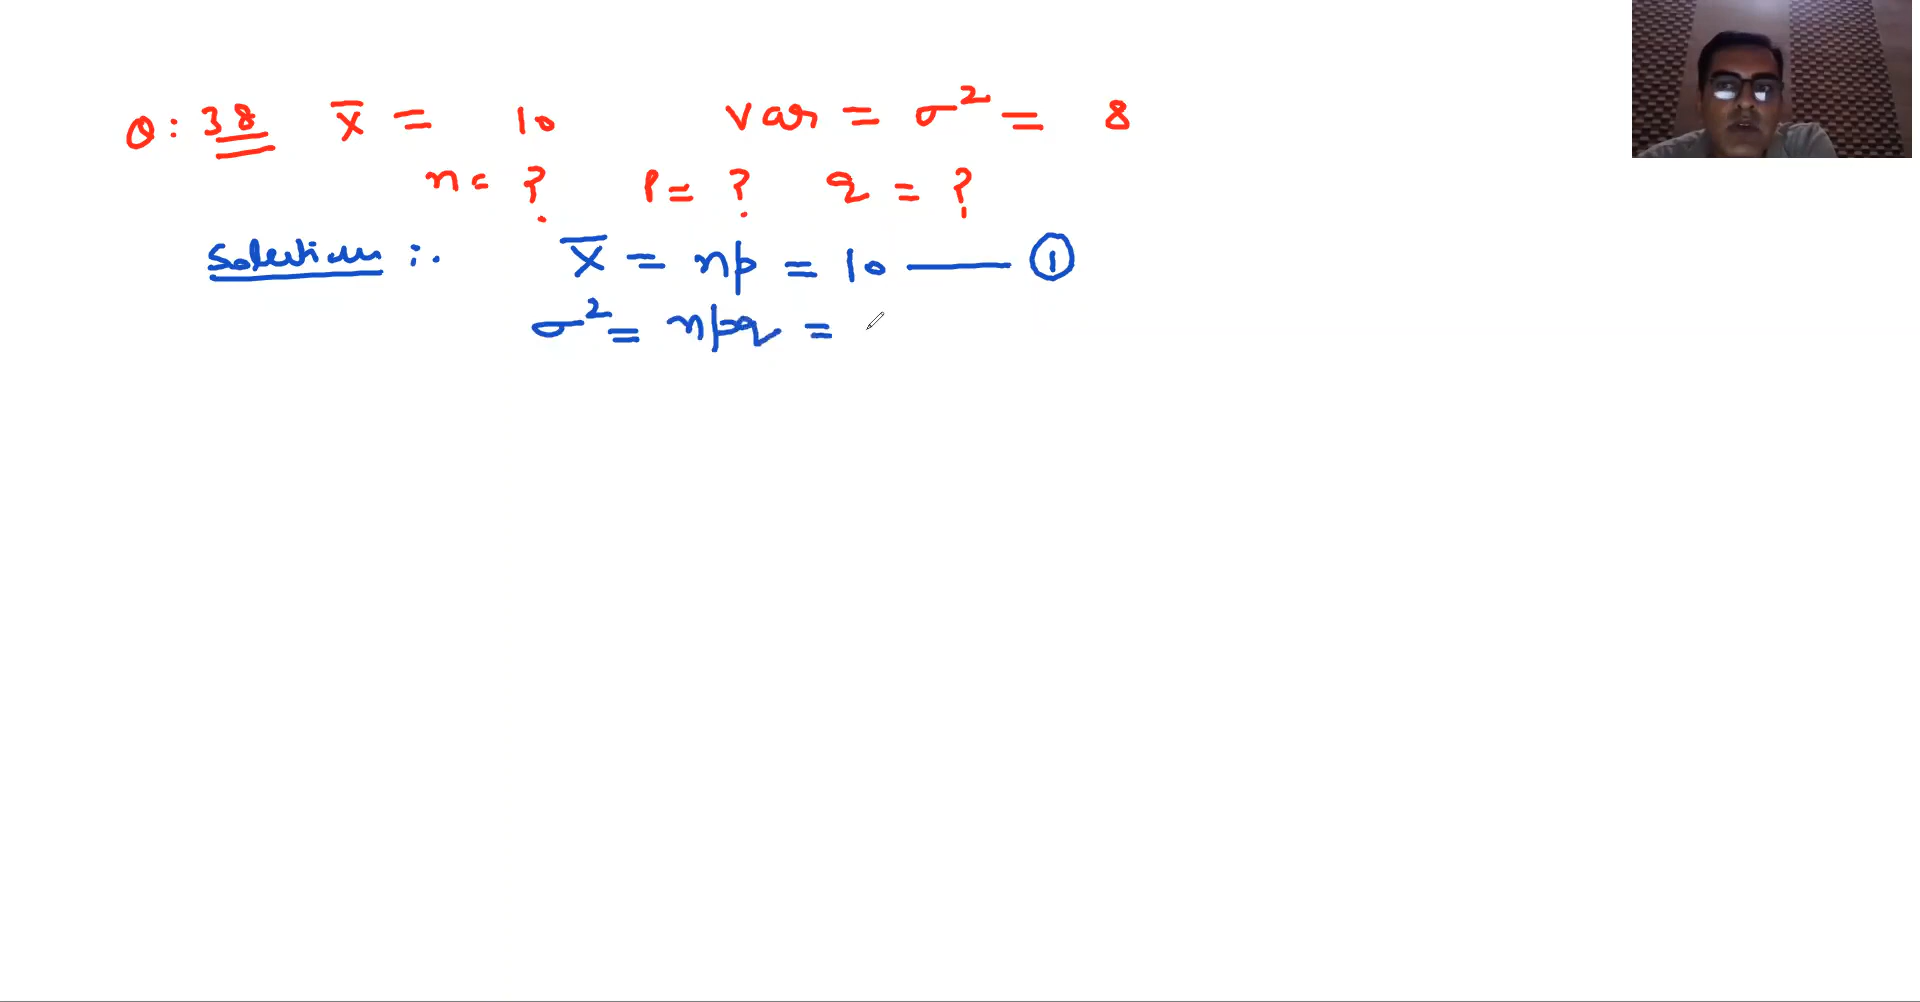 Q: 38 x̄ = 10 var = σ² = 8
n = ? p = ? q = ?
Solution :. x̄ = np = 10 —— ①
σ² = npq =